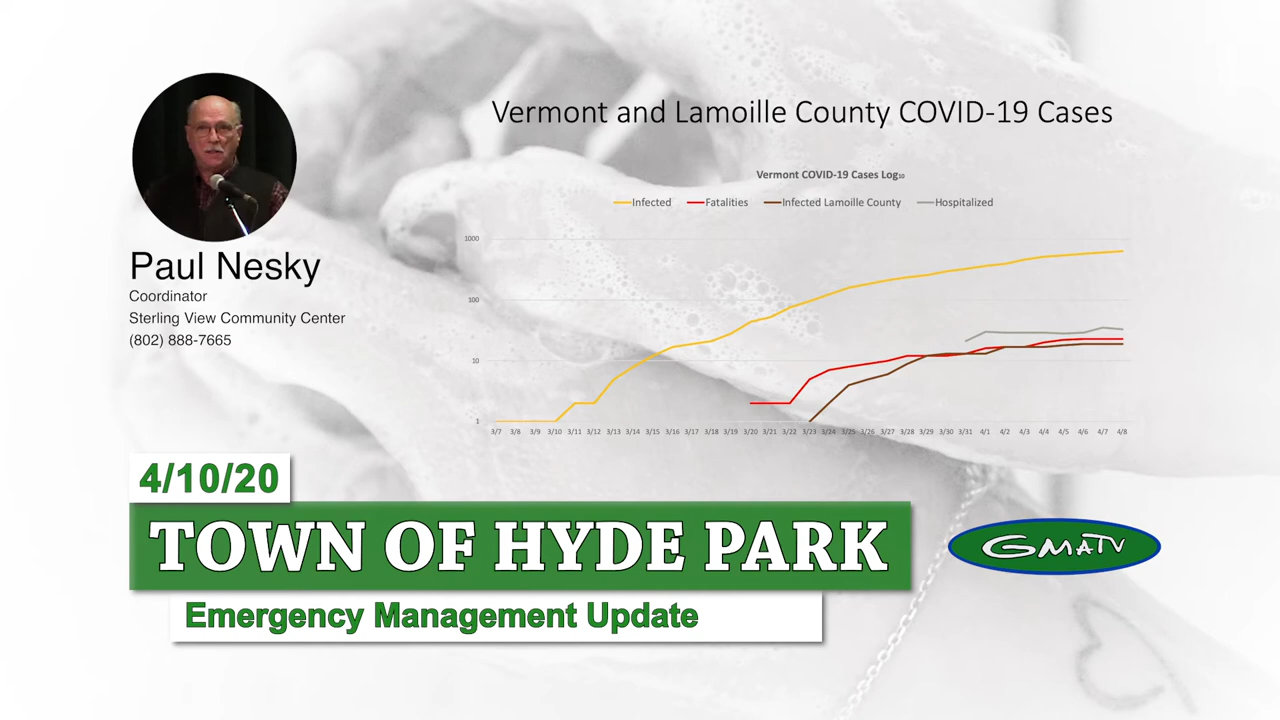 Vermont and Lamoille County COVID-19 Cases
Vermont COVID-19 Cases Log10
Infected Fatalities Infected Lamoille County Hospitalized
1000
100
10
1
3/7 3/8 3/9 3/10 3/11 3/12 3/13 3/14 3/15 3/16 3/17 3/18 3/19 3/20 3/21 3/22 3/23 3/24 3/25 3/26 3/27 3/28 3/29 3/30 3/31 4/1 4/2 4/3 4/4 4/5 4/6 4/7 4/8
Paul Nesky
Coordinator
Sterling View Community Center
(802) 888-7665
4/10/20
TOWN OF HYDE PARK
GMATV
Emergency Management Update